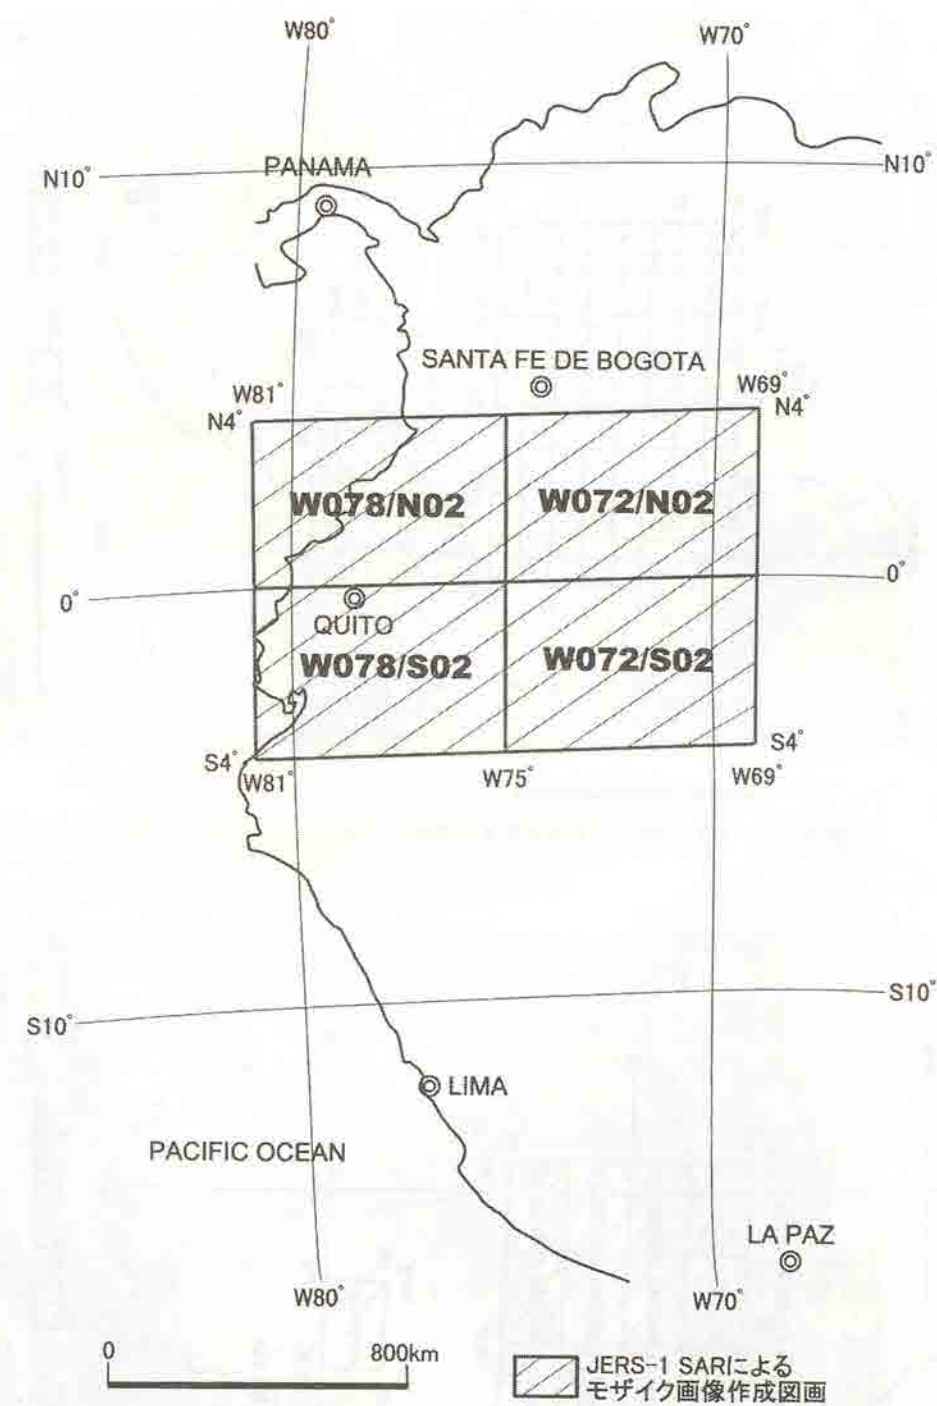 W80°
W70°
N10°
PANAMA
N10°
SANTA FE DE BOGOTA
W81°
W69°
N4°
N4°
W078/N02
W072/N02
0°
0°
QUITO
W078/S02
W072/S02
S4°
S4°
W81°
W75°
W69°
S10°
S10°
LIMA
PACIFIC OCEAN
LA PAZ
W80°
W70°
0
800km
JERS-1 SARによる
モザイク画像作成図画